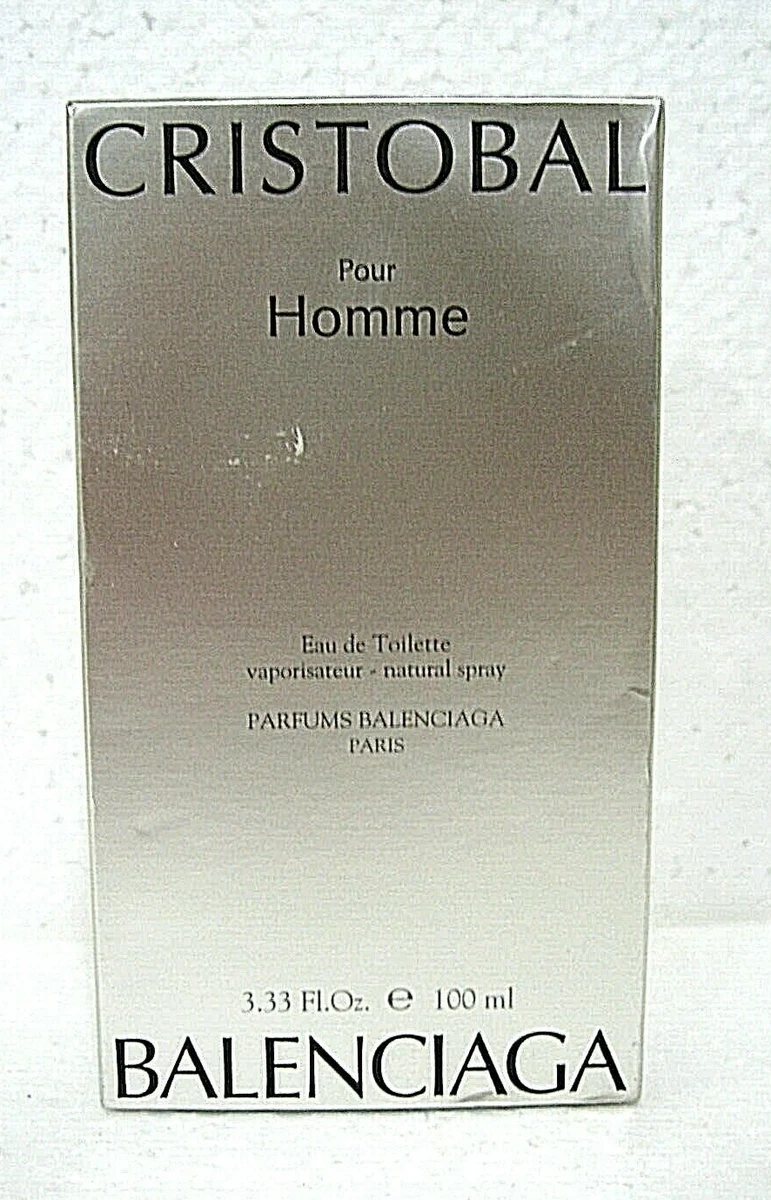 CRISTOBAL
Pour
Homme
Eau de Toilette
vaporisateur - natural spray
PARFUMS BALENCIAGA
PARIS
3.33 Fl.Oz. ℮ 100 ml
BALENCIAGA